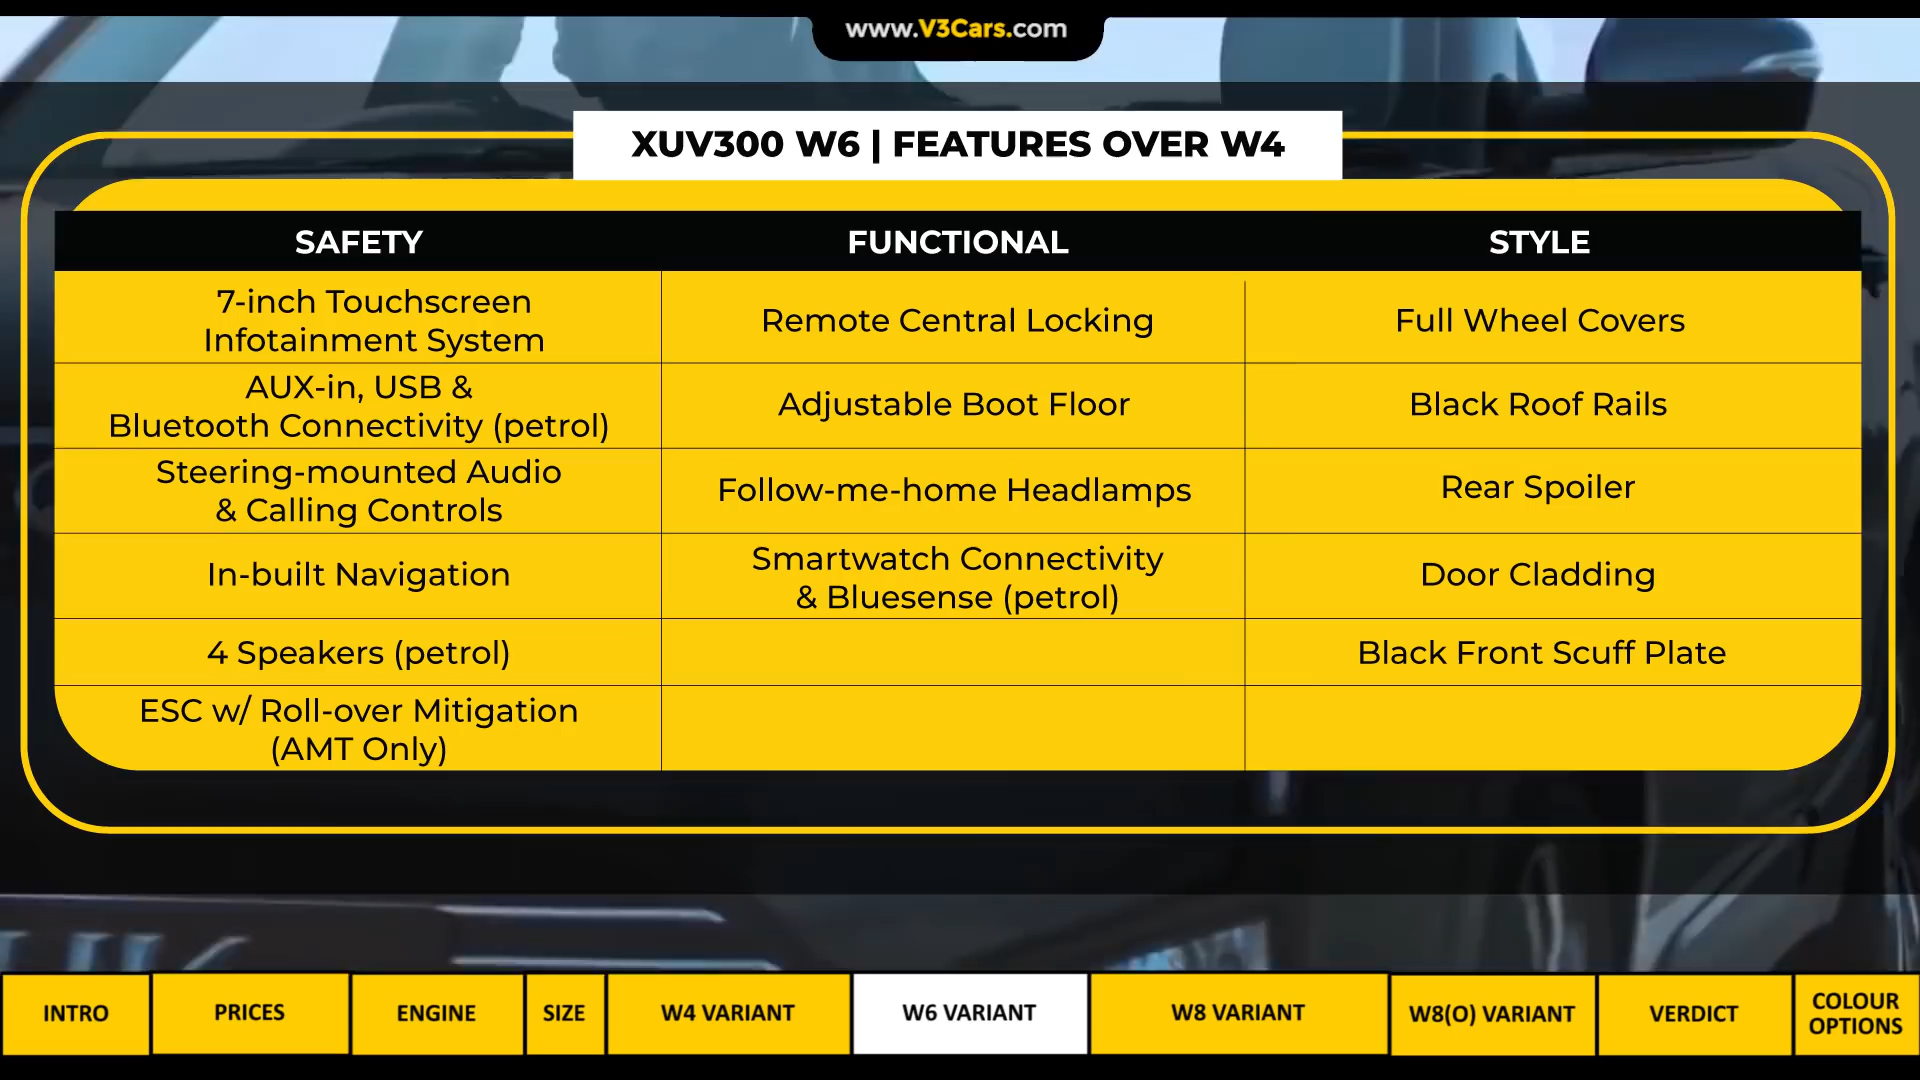 www.V3Cars.com
XUV300 W6 | FEATURES OVER W4
SAFETY
FUNCTIONAL
STYLE
7-inch Touchscreen
Infotainment System
Remote Central Locking
Full Wheel Covers
AUX-in, USB &
Bluetooth Connectivity (petrol)
Adjustable Boot Floor
Black Roof Rails
Steering-mounted Audio
& Calling Controls
Follow-me-home Headlamps
Rear Spoiler
In-built Navigation
Smartwatch Connectivity
& Bluesense (petrol)
Door Cladding
4 Speakers (petrol)
Black Front Scuff Plate
ESC w/ Roll-over Mitigation
(AMT Only)
INTRO
PRICES
ENGINE
SIZE
W4 VARIANT
W6 VARIANT
W8 VARIANT
W8(O) VARIANT
VERDICT
COLOUR
OPTIONS